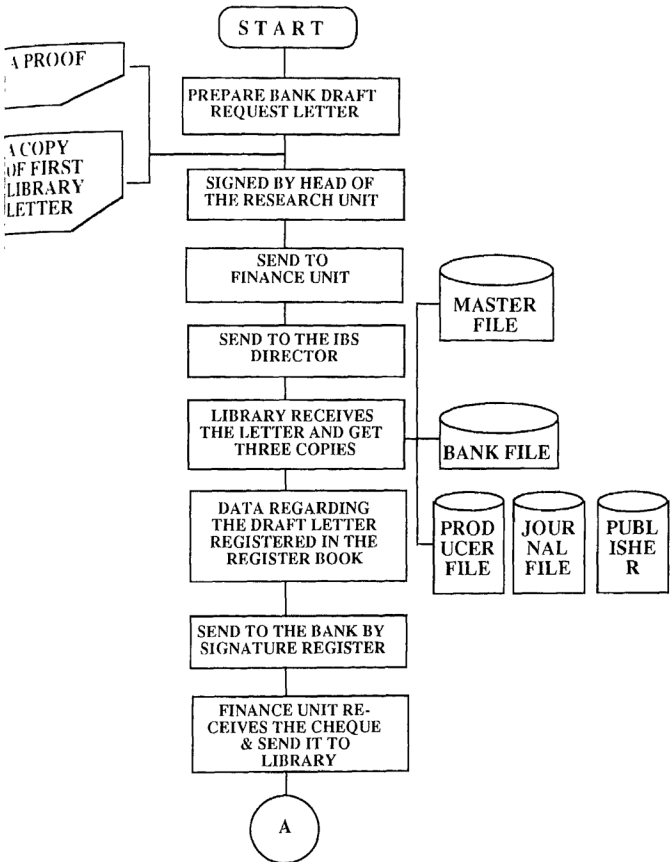 START
A PROOF
PREPARE BANK DRAFT
REQUEST LETTER
A COPY
OF FIRST
LIBRARY
LETTER
SIGNED BY HEAD OF
THE RESEARCH UNIT
SEND TO
FINANCE UNIT
MASTER
FILE
SEND TO THE IBS
DIRECTOR
LIBRARY RECEIVES
THE LETTER AND GET
THREE COPIES
BANK FILE
DATA REGARDING
THE DRAFT LETTER
REGISTERED IN THE
REGISTER BOOK
PROD
UCER
FILE
JOUR
NAL
FILE
PUBL
ISHE
R
SEND TO THE BANK BY
SIGNATURE REGISTER
FINANCE UNIT RE-
CEIVES THE CHEQUE
& SEND IT TO
LIBRARY
A